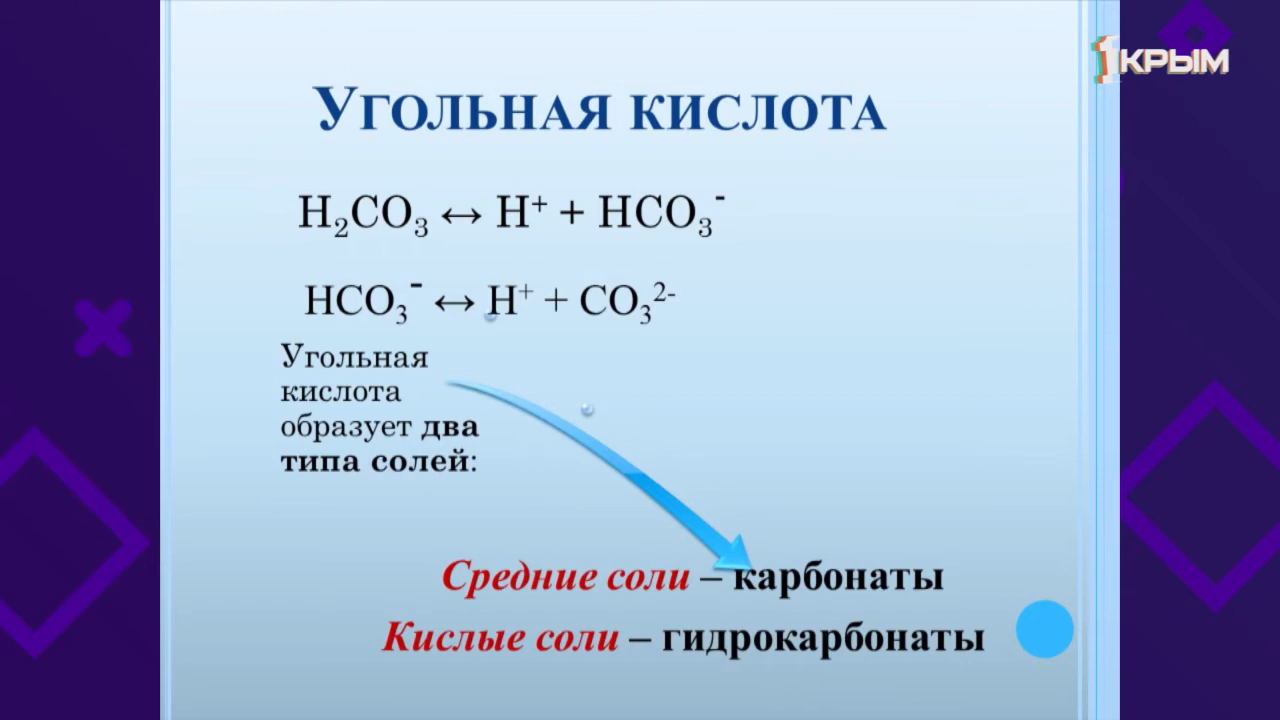 1КРЫМ
УГОЛЬНАЯ КИСЛОТА
H₂CO₃ ↔ H⁺ + HCO₃⁻
HCO₃⁻ ↔ H⁺ + CO₃²⁻
Угольная
кислота
образует два
типа солей:
Средние соли – карбонаты
Кислые соли – гидрокарбонаты